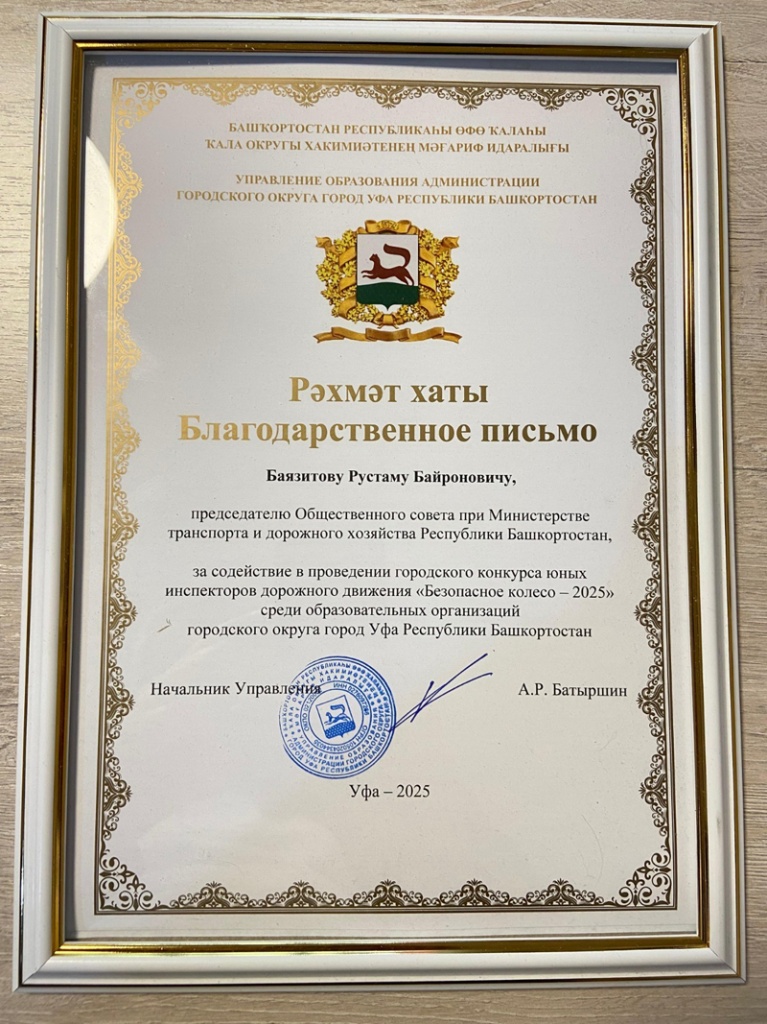 БАШҠОРТОСТАН РЕСПУБЛИКАҺЫ ӨФӨ ҠАЛАҺЫ
ҠАЛА ОКРУГЫ ХАКИМИӘТЕНЕҢ МӘҒАРИФ ИДАРАЛЫҒЫ
УПРАВЛЕНИЕ ОБРАЗОВАНИЯ АДМИНИСТРАЦИИ
ГОРОДСКОГО ОКРУГА ГОРОД УФА РЕСПУБЛИКИ БАШКОРТОСТАН
Рәхмәт хаты
Благодарственное письмо
Баязитову Рустаму Байроновичу,
председателю Общественного совета при Министерстве
транспорта и дорожного хозяйства Республики Башкортостан,
за содействие в проведении городского конкурса юных
инспекторов дорожного движения «Безопасное колесо – 2025»
среди образовательных организаций
городского округа город Уфа Республики Башкортостан
Начальник Управления
А.Р. Батыршин
Уфа – 2025